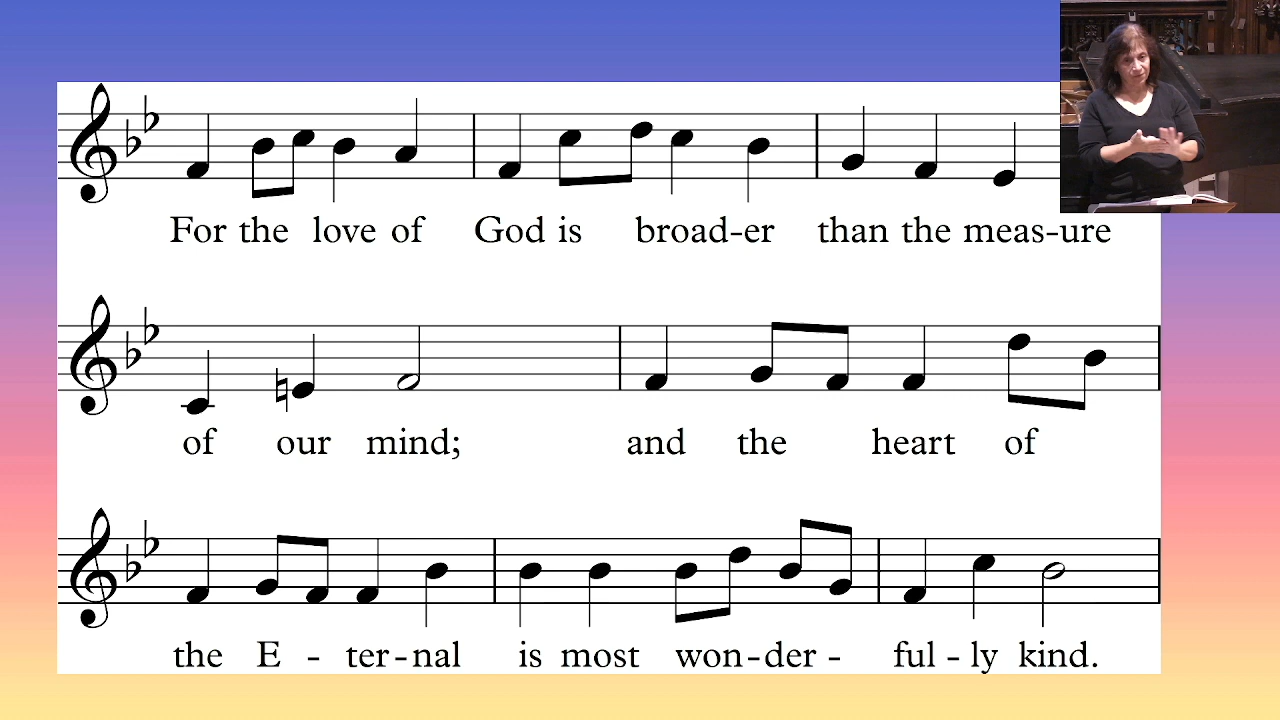 For the love of God is broad-er than the meas-ure
of our mind; and the heart of
the E - ter-nal is most won-der - ful - ly kind.